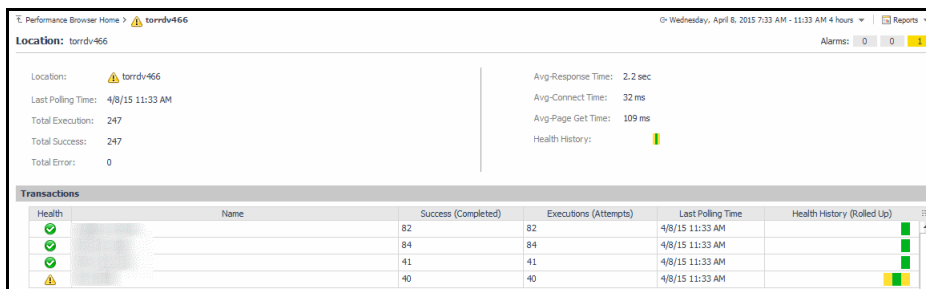 Performance Browser Home > torrdv466
Wednesday, April 8, 2015 7:33 AM - 11:33 AM 4 hours | Reports
Location: torrdv466
Alarms: 0 0 1
Location: torrdv466
Last Polling Time: 4/8/15 11:33 AM
Total Execution: 247
Total Success: 247
Total Error: 0
Avg-Response Time: 2.2 sec
Avg-Connect Time: 32 ms
Avg-Page Get Time: 109 ms
Health History:
Transactions
Health Name Success (Completed) Executions (Attempts) Last Polling Time Health History (Rolled Up)
82 82 4/8/15 11:33 AM
84 84 4/8/15 11:33 AM
41 41 4/8/15 11:33 AM
40 40 4/8/15 11:33 AM